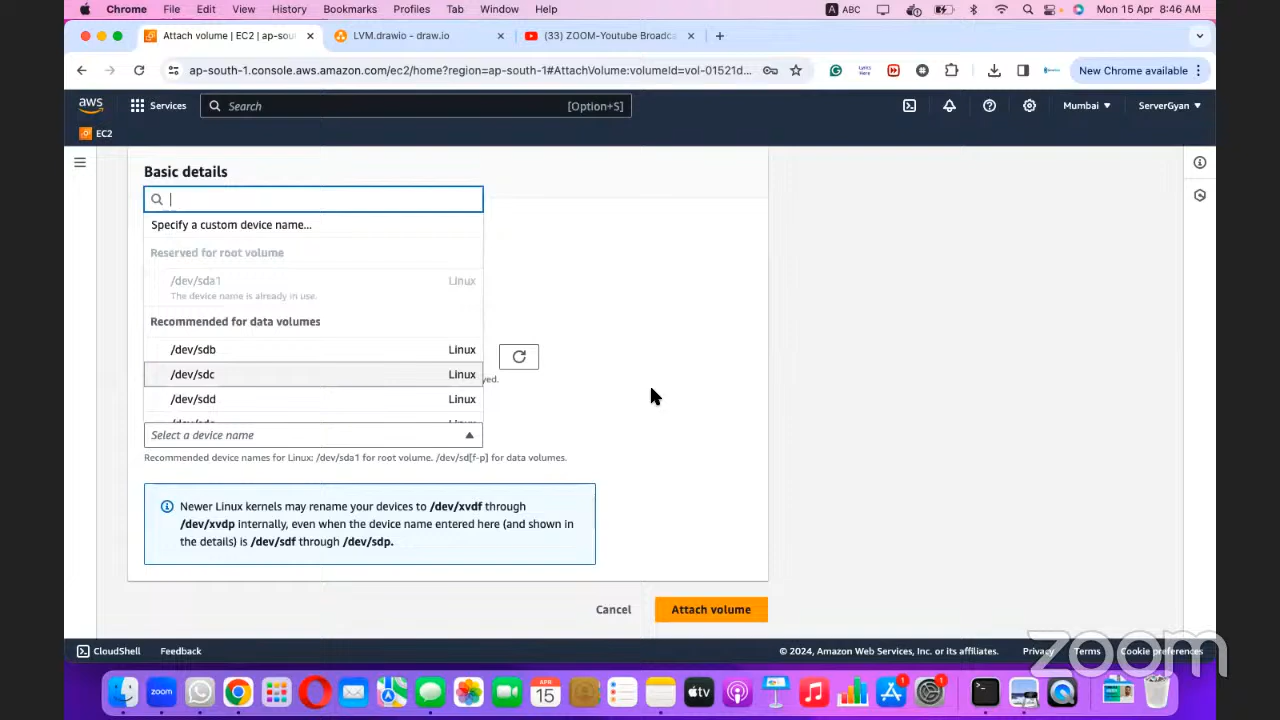 Chrome File Edit View History Bookmarks Profiles Tab Window Help
A ABC Mon 15 Apr 8:46 AM
Attach volume | EC2 | ap-sou
LVM.drawio - draw.io
(33) ZOOM-Youtube Broadca
ap-south-1.console.aws.amazon.com/ec2/home?region=ap-south-1#AttachVolume:volumeId=vol-01521d...
New Chrome available
aws Services Search [Option+S] Mumbai ServerGyan
EC2
Basic details
Specify a custom device name...
Reserved for root volume
/dev/sda1 Linux
The device name is already in use.
Recommended for data volumes
/dev/sdb Linux
/dev/sdc Linux
yed.
/dev/sdd Linux
Select a device name
Recommended device names for Linux: /dev/sda1 for root volume. /dev/sd[f-p] for data volumes.
Newer Linux kernels may rename your devices to /dev/xvdf through
/dev/xvdp internally, even when the device name entered here (and shown in
the details) is /dev/sdf through /dev/sdp.
Cancel Attach volume
CloudShell Feedback © 2024, Amazon Web Services, Inc. or its affiliates. Privacy Terms Cookie preferences
zoom
zoom
APR
15
tv
1
1